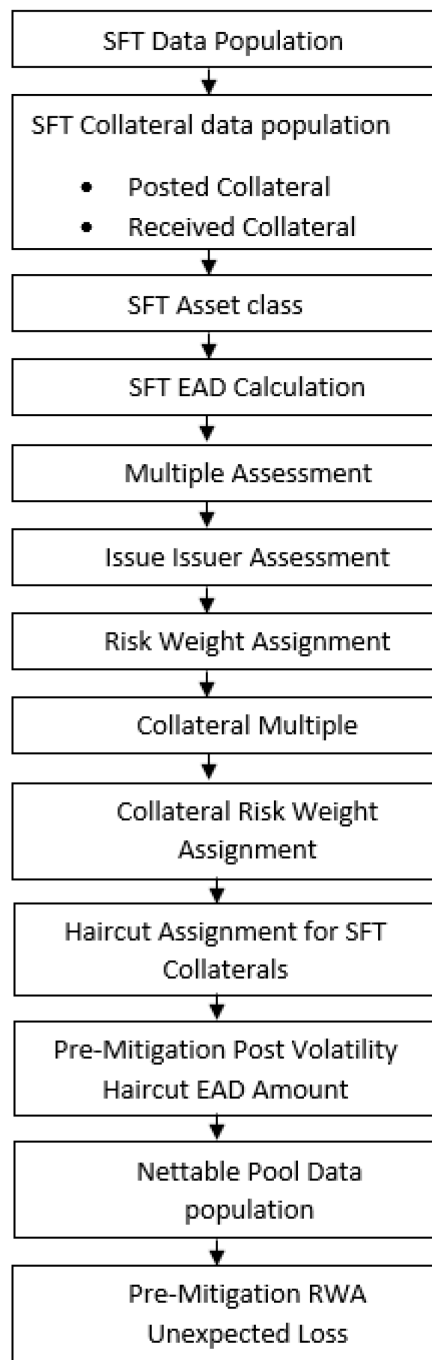 SFT Data Population
SFT Collateral data population
• Posted Collateral
• Received Collateral
SFT Asset class
SFT EAD Calculation
Multiple Assessment
Issue Issuer Assessment
Risk Weight Assignment
Collateral Multiple
Collateral Risk Weight
Assignment
Haircut Assignment for SFT
Collaterals
Pre-Mitigation Post Volatility
Haircut EAD Amount
Nettable Pool Data
population
Pre-Mitigation RWA
Unexpected Loss